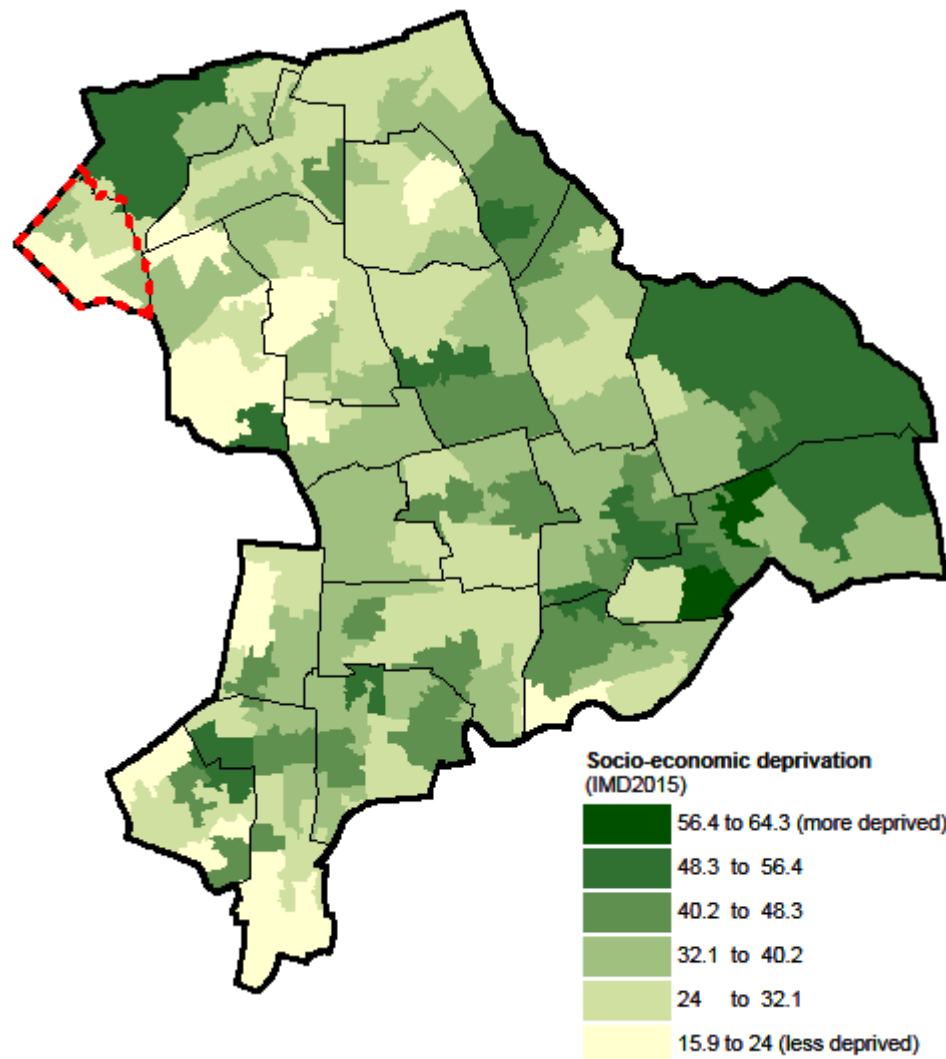 Socio-economic deprivation
(IMD2015)
56.4 to 64.3 (more deprived)
48.3 to 56.4
40.2 to 48.3
32.1 to 40.2
24 to 32.1
15.9 to 24 (less deprived)